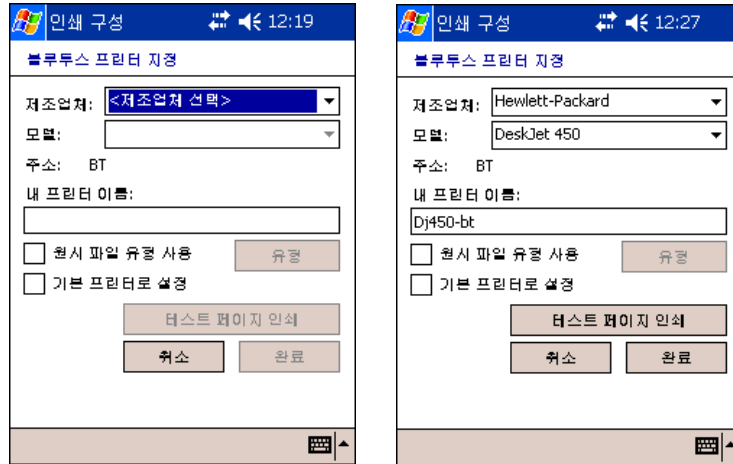 인쇄 구성 12:19
블루투스 프린터 지정
제조업체: <제조업체 선택>
모델:
주소: BT
내 프린터 이름:
원시 파일 유형 사용 유형
기본 프린터로 설정
테스트 페이지 인쇄
취소 완료
인쇄 구성 12:27
블루투스 프린터 지정
제조업체: Hewlett-Packard
모델: DeskJet 450
주소: BT
내 프린터 이름:
Dj450-bt
원시 파일 유형 사용 유형
기본 프린터로 설정
테스트 페이지 인쇄
취소 완료